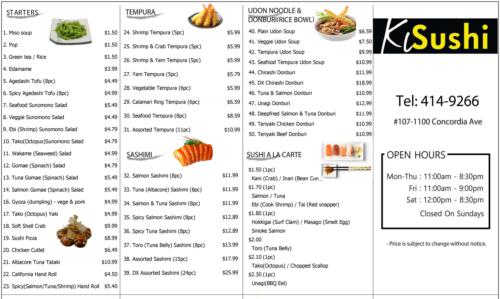 STARTERS
1. Miso soup $1.50
2. Pop $1.50
3. Green tea / Rice $1.50
4. Edamame $3.99
5. Agedashi Tofu (8pc) $4.99
6. Spicy Agedashi Tofu (8pc) $4.99
7. Seafood Sunomono Salad $5.50
8. Veggie Sunomono Salad $4.50
9. Ebi (Shrimp) Sunomono Salad $4.75
10. Tako(Octopus)Sunomono Salad $4.99
11. Wakame (Seaweed) Salad $4.99
12. Gomae (Spinach) Salad $4.75
13. Tuna Gomae (Spinach) Salad $5.49
14. Salmon Gomae (Spinach) Salad $5.49
16. Gyoza (dumpling) - vege & pork $4.99
17. Tako (Octopus) Yaki $4.99
18. Soft Shell Crab $9.99
19. Sushi Pizza $8.99
20. Chicken Cutlet $6.49
21. Albacore Tuna Tataki $10.99
22. California Hand Roll $4.50
23. Spicy(Salmon/Tuna/Shrimp) Hand Roll $5.40
TEMPURA
24. Shrimp Tempura (5pc) $5.99
25. Shrimp & Crab Tempura (5pc) $5.99
26. Shrimp & Yam Tempura (5pc) $5.99
27. Yam Tempura (5pc) $5.79
28. Vegetable Tempura (6pc) $5.99
29. Calamari Ring Tempura (6pc) $6.99
30. Seafood Tempura (8pc) $8.99
31. Assorted Tempura (11pc) $10.99
SASHIMI
32. Salmon Sashimi (8pc) $11.99
33. Tuna (Albacore) Sashimi (8pc) $11.99
34. Salmon & Tuna Sashimi (8pc) $11.99
35. Spicy Salmon Sashimi (8pc) $12.89
36. Spicy Tuna Sashimi (8pc) $12.89
37. Toro (Tuna Belly) Sashimi (8pc) $13.99
38. Assorted Sashimi (15pc) $17.99
39. DX Assorted Sashimi (24pc) $25.99
UDON NOODLE &
DONBURI(RICE BOWL)
40. Plain Udon Soup $6.59
41. Veggie Udon Soup $7.50
42. Tempura Udon Soup $9.99
43. Seafood Tempura Udon Soup $10.99
44. Chirashi Donburi $11.99
45. DX Chirashi Donburi $18.99
46. Tuna & Salmon Donburi $10.99
47. Unagi Donburi $12.99
48. Deepfried Salmon & Tuna Donburi $11.99
49. Teriyaki Chicken Donburi $10.99
50. Teriyaki Beef Donburi $10.99
SUSHI A LA CARTE
$1.50 (1pc)
Kani (Crab) / Inari (Bean Curd
$1.70 (1pc)
Salmon / Tuna
Ebi (Cook Shrimp) / Tai (Red snapper)
$1.80 (1pc)
Hokkigai (Surf Clam) / Masago (Smelt Egg)
Smoke Salmon
$2.00
Toro (Tuna Belly)
$2.10 (1pc)
Tako(Octopus) / Chopped Scallop
$2.30 (1pc)
Unagi(BBQ Eel)
Ki Sushi
Tel: 414-9266
#107-1100 Concordia Ave
OPEN HOURS
Mon-Thu : 11:00am - 8:30pm
Fri : 11:00am - 9:00pm
Sat : 12:00pm - 8:30pm
Closed On Sundays
- Price is subject to change without notice.